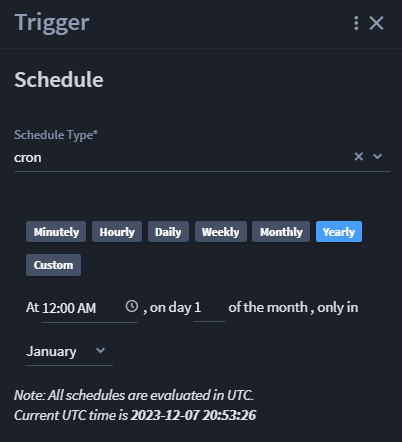 Trigger
Schedule
Schedule Type*
cron
Minutely Hourly Daily Weekly Monthly Yearly
Custom
At 12:00 AM , on day 1 of the month , only in
January
Note: All schedules are evaluated in UTC.
Current UTC time is 2023-12-07 20:53:26